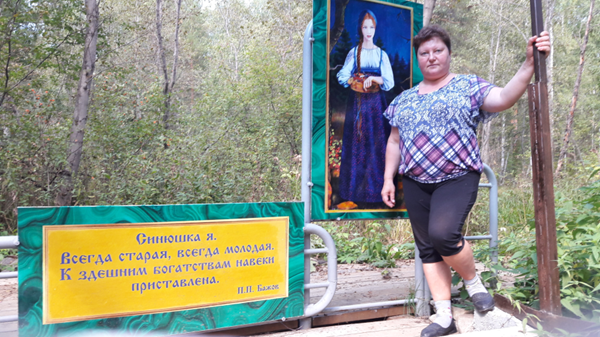 Синюшка я.
Всегда старая, всегда молодая.
К здешним богатствам навеки
приставлена.
П.П. Бажов